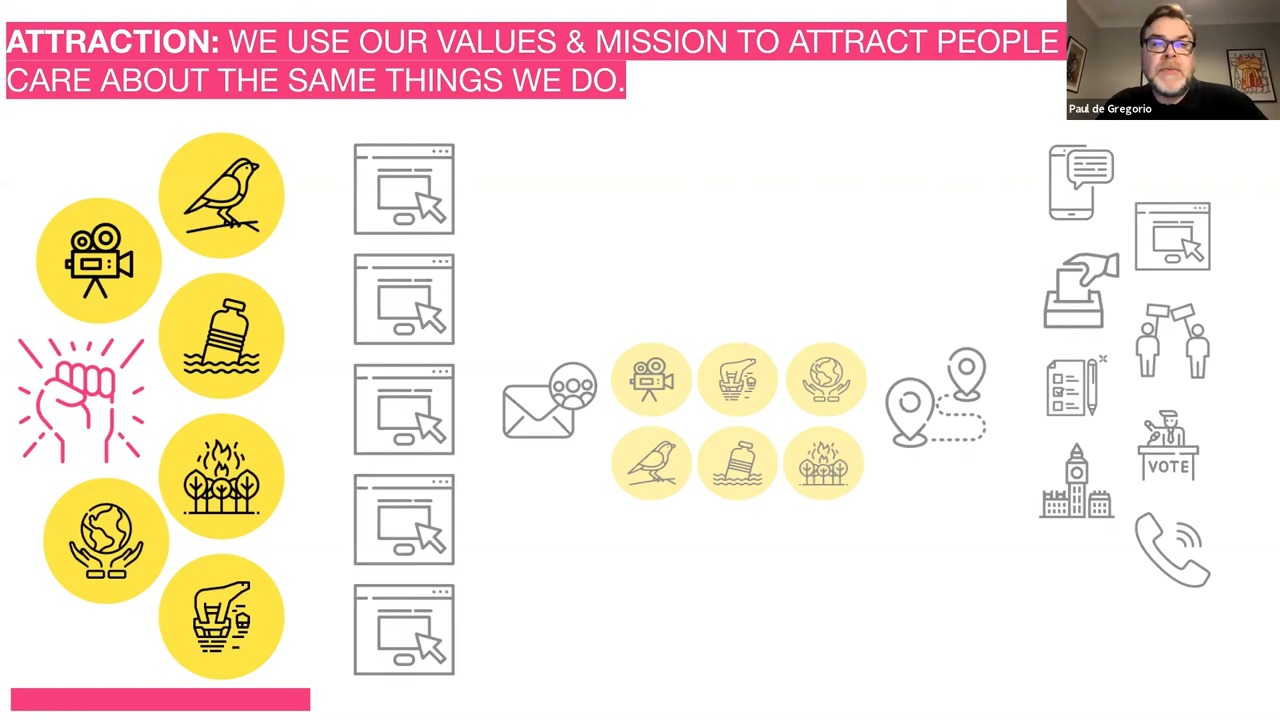 ATTRACTION: WE USE OUR VALUES & MISSION TO ATTRACT PEOPLE
CARE ABOUT THE SAME THINGS WE DO.
Paul de Gregorio
VOTE